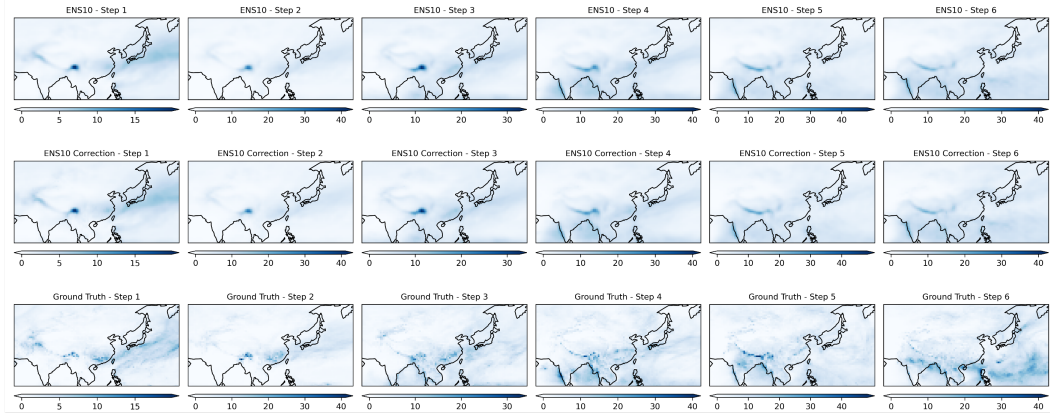 ENS10 - Step 1 ENS10 - Step 2 ENS10 - Step 3 ENS10 - Step 4 ENS10 - Step 5 ENS10 - Step 6
0 5 10 15 0 10 20 30 40 0 10 20 30 0 10 20 30 40 0 10 20 30 40 0 10 20 30 40
ENS10 Correction - Step 1 ENS10 Correction - Step 2 ENS10 Correction - Step 3 ENS10 Correction - Step 4 ENS10 Correction - Step 5 ENS10 Correction - Step 6
0 5 10 15 0 10 20 30 40 0 10 20 30 0 10 20 30 40 0 10 20 30 40 0 10 20 30 40
Ground Truth - Step 1 Ground Truth - Step 2 Ground Truth - Step 3 Ground Truth - Step 4 Ground Truth - Step 5 Ground Truth - Step 6
0 5 10 15 0 10 20 30 40 0 10 20 30 0 10 20 30 40 0 10 20 30 40 0 10 20 30 40